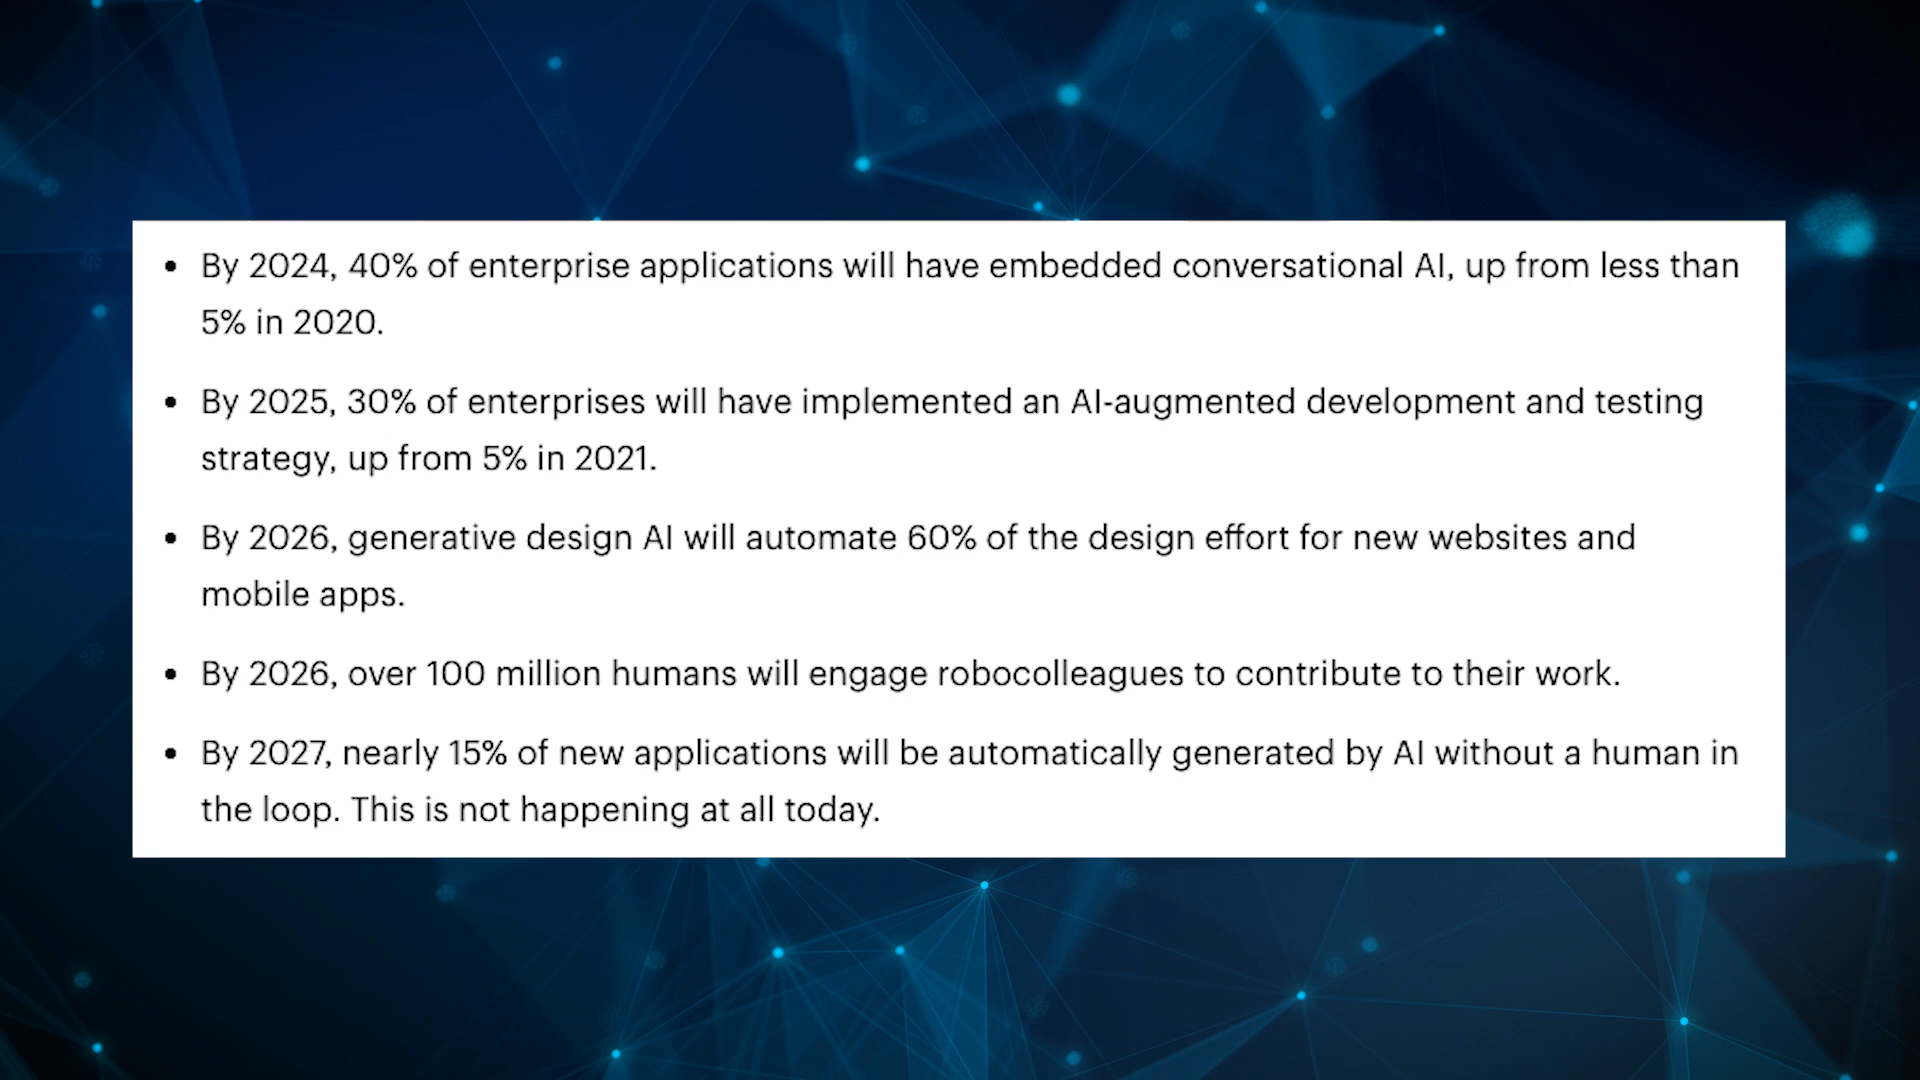 • By 2024, 40% of enterprise applications will have embedded conversational AI, up from less than
5% in 2020.
• By 2025, 30% of enterprises will have implemented an AI-augmented development and testing
strategy, up from 5% in 2021.
• By 2026, generative design AI will automate 60% of the design effort for new websites and
mobile apps.
• By 2026, over 100 million humans will engage robocolleagues to contribute to their work.
• By 2027, nearly 15% of new applications will be automatically generated by AI without a human in
the loop. This is not happening at all today.